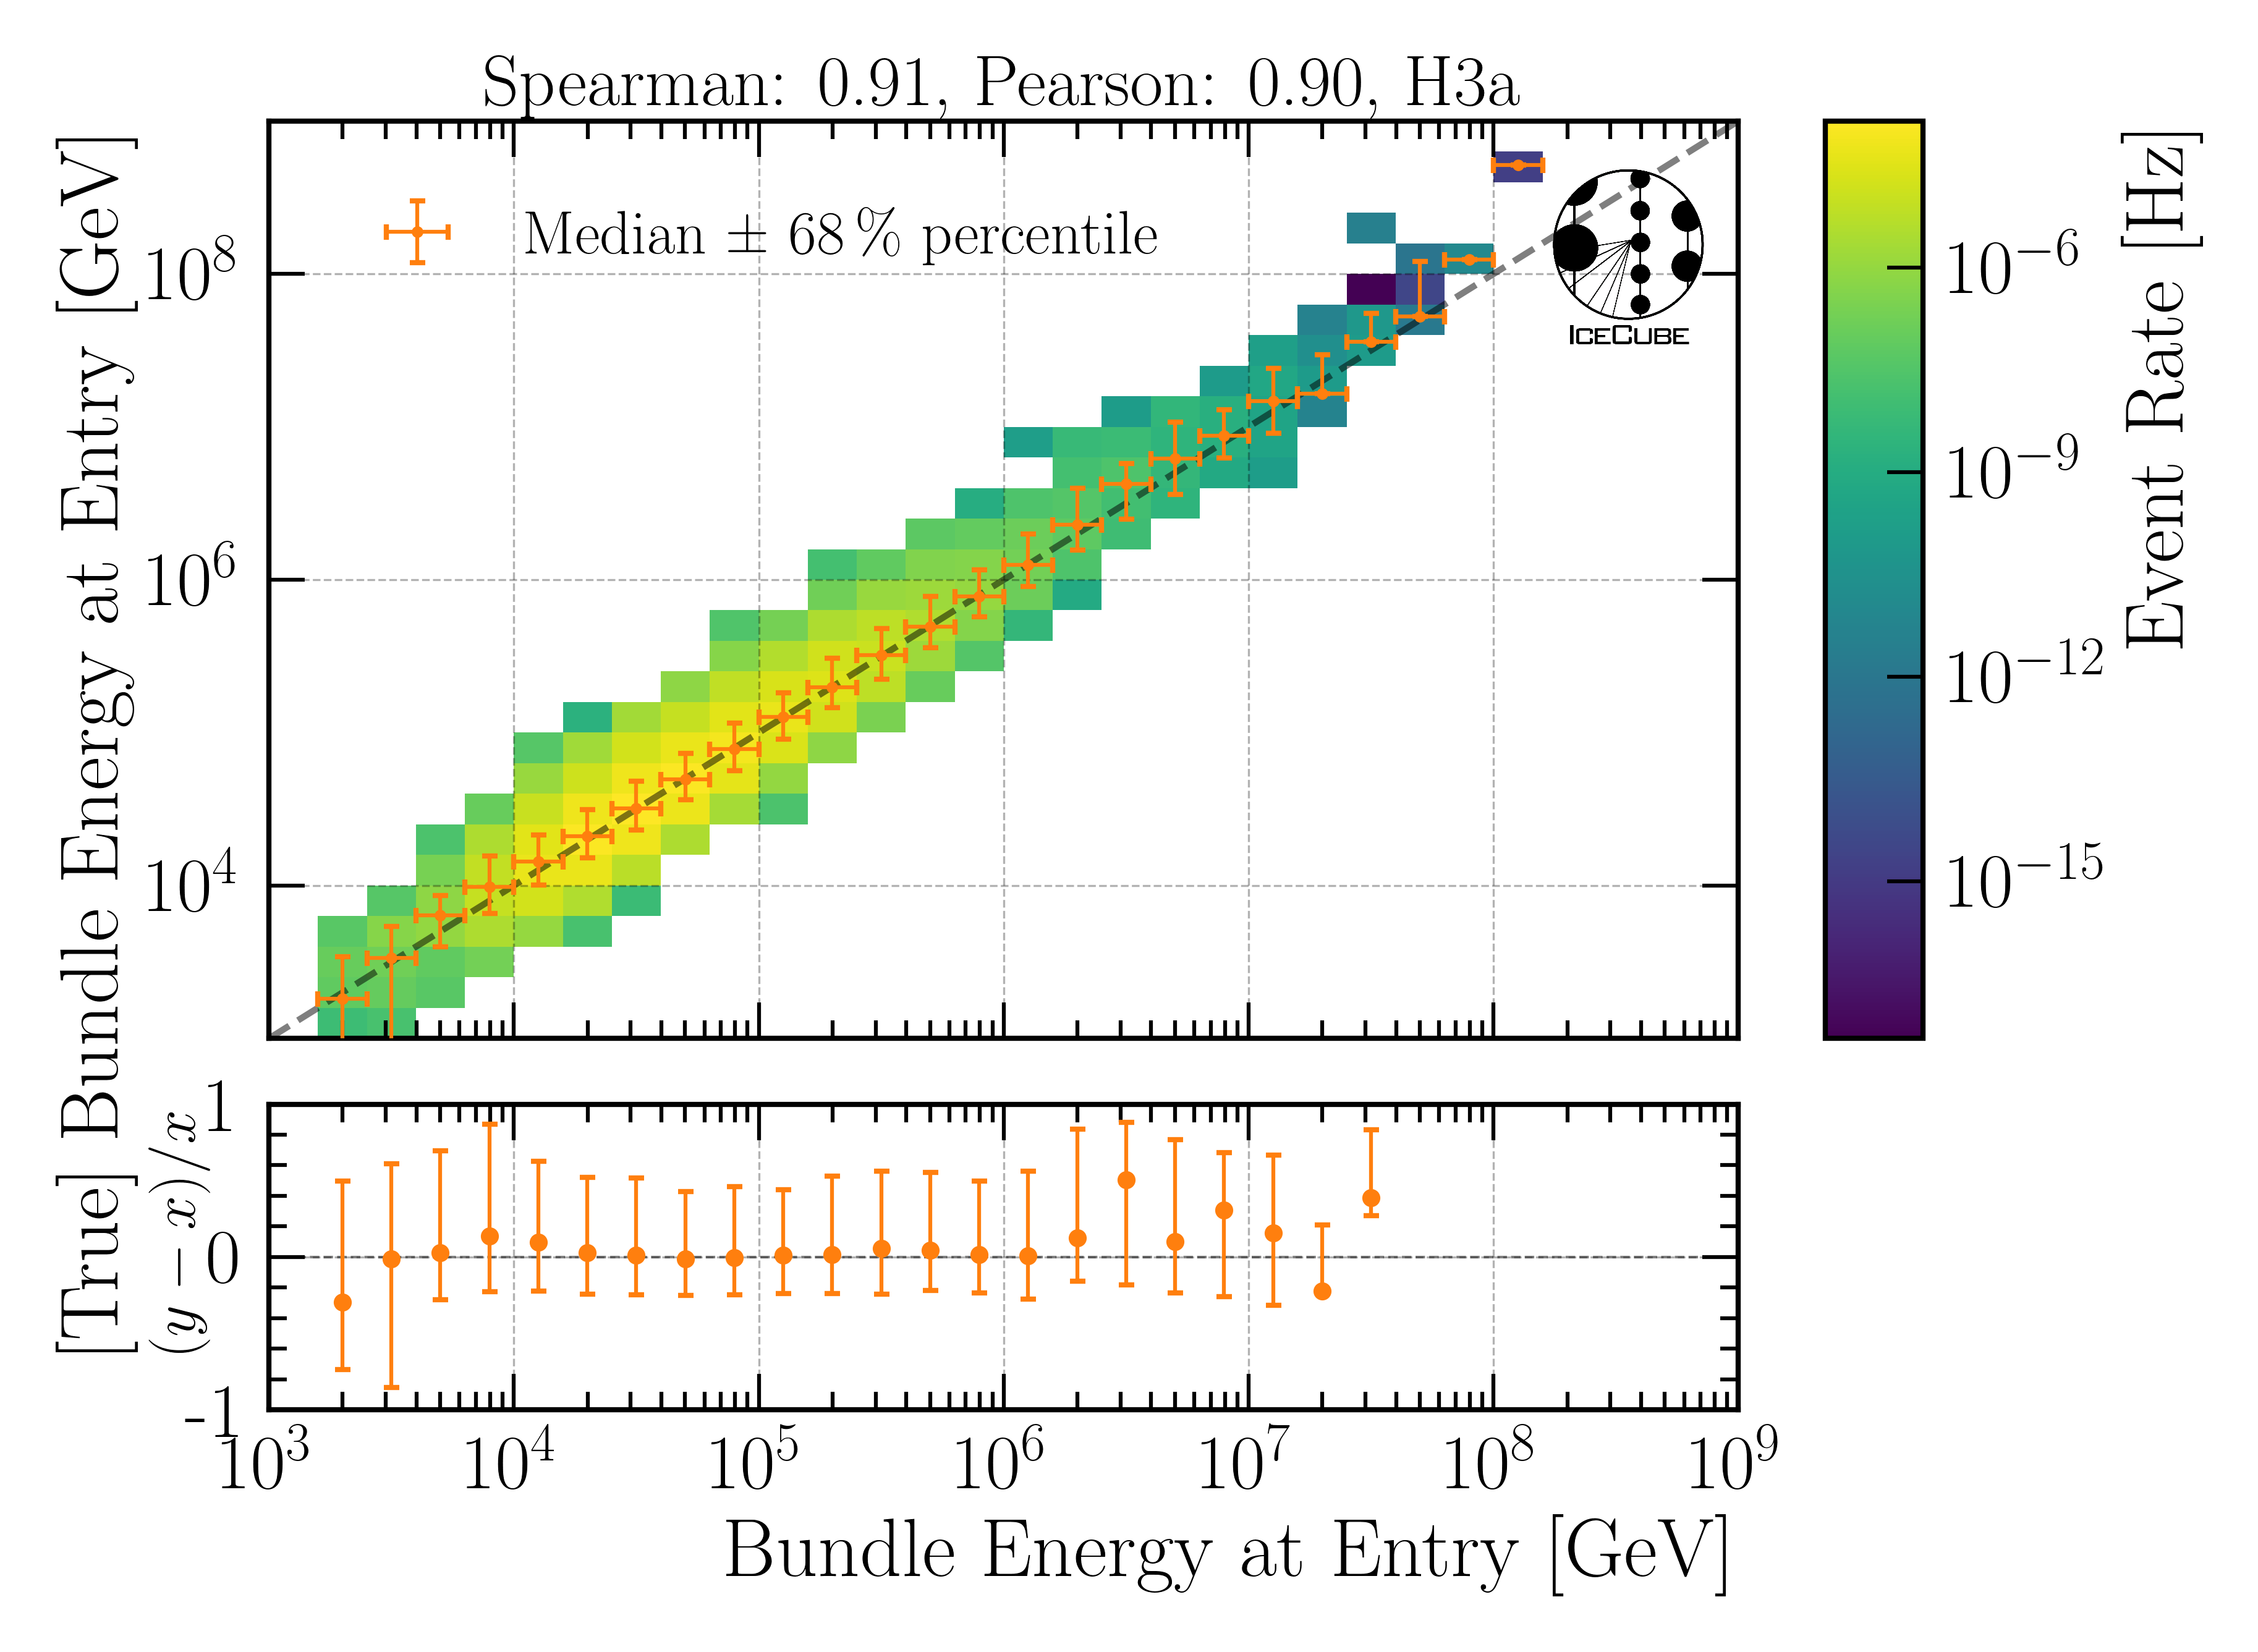 Spearman: 0.91, Pearson: 0.90, H3a
[True] Bundle Energy at Entry [GeV]
10^8
10^6
10^4
Median ± 68 % percentile
ICECUBE
Event Rate [Hz]
10^−6
10^−9
10^−12
10^−15
(y − x)/x
1
0
-1
10^3 10^4 10^5 10^6 10^7 10^8 10^9
Bundle Energy at Entry [GeV]